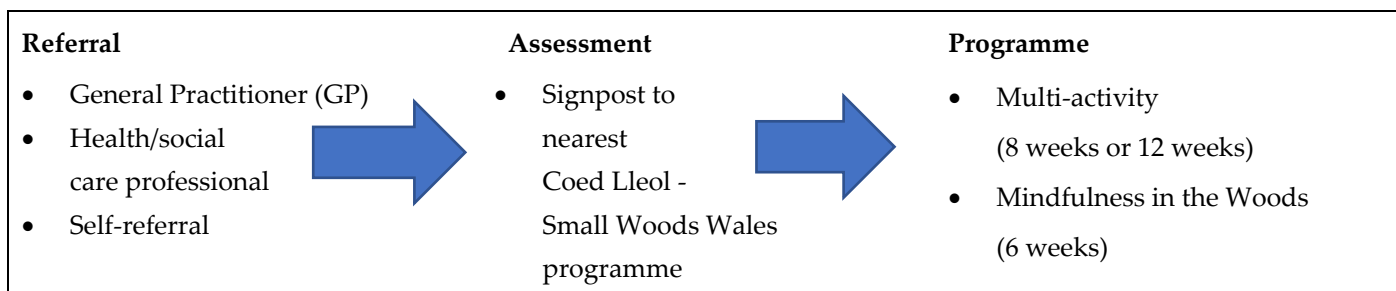 Referral
• General Practitioner (GP)
• Health/social
care professional
• Self-referral
Assessment
• Signpost to
nearest
Coed Lleol -
Small Woods Wales
programme
Programme
• Multi-activity
(8 weeks or 12 weeks)
• Mindfulness in the Woods
(6 weeks)